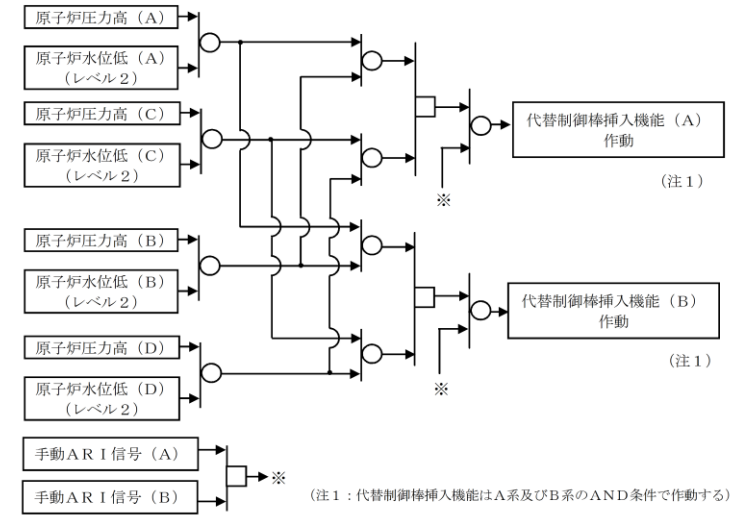 原子炉圧力高（A）
原子炉水位低（A）
（レベル２）
原子炉圧力高（C）
原子炉水位低（C）
（レベル２）
原子炉圧力高（B）
原子炉水位低（B）
（レベル２）
原子炉圧力高（D）
原子炉水位低（D）
（レベル２）
手動ＡＲＩ信号（A）
手動ＡＲＩ信号（B）
※
代替制御棒挿入機能（A）
作動
（注１）
※
代替制御棒挿入機能（B）
作動
（注１）
※
（注１：代替制御棒挿入機能はA系及びB系のAND条件で作動する）